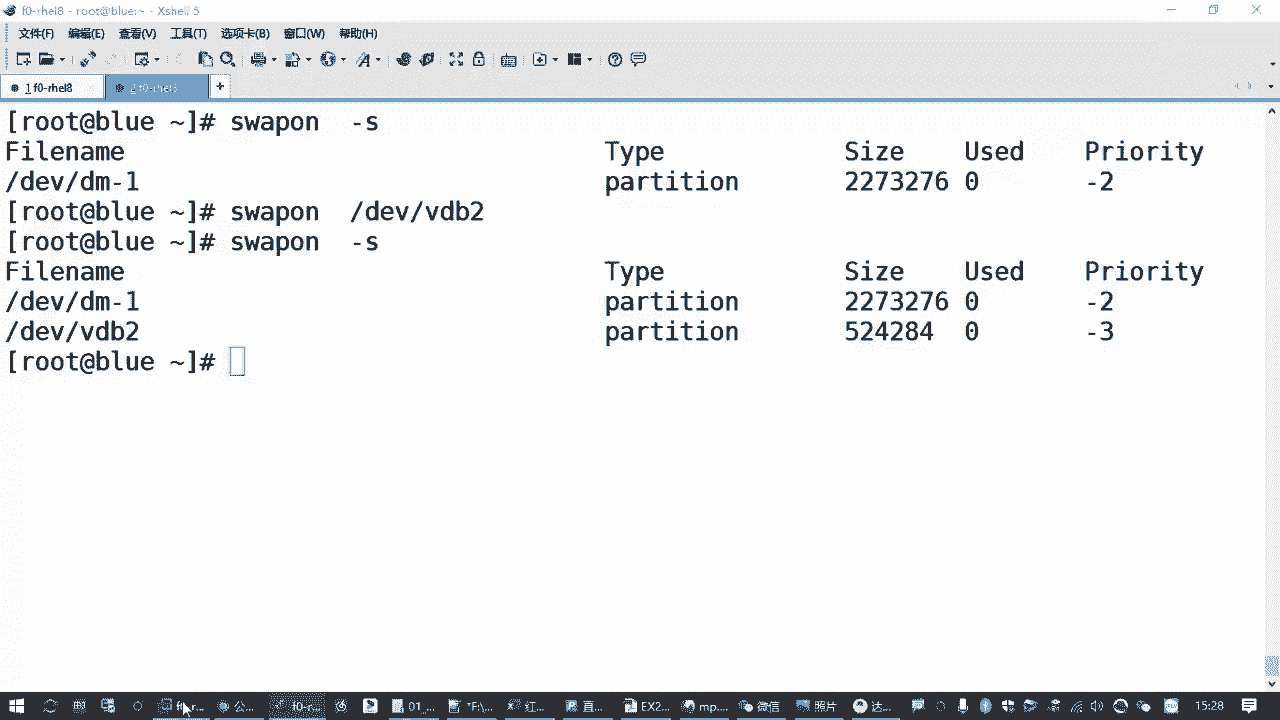 f0-rhel8 - root@blue:~ - Xshell 5
文件(F) 编辑(E) 查看(V) 工具(T) 选项卡(B) 窗口(W) 帮助(H)
1 f0-rhel8 2 f0-rhel8 +
[root@blue ~]# swapon  -s
Filename Type Size Used Priority
/dev/dm-1 partition 2273276 0 -2
[root@blue ~]# swapon  /dev/vdb2
[root@blue ~]# swapon  -s
Filename Type Size Used Priority
/dev/dm-1 partition 2273276 0 -2
/dev/vdb2 partition 524284 0 -3
[root@blue ~]#
公... f0-... 01_... *F:\... 红... 直... EX2... mp... 微信 照片 达... 15:28